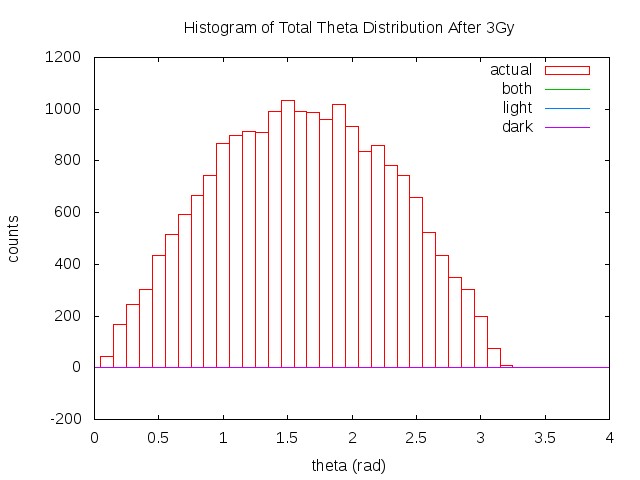 Histogram of Total Theta Distribution After 3Gy
1200
1000
800
600
400
200
0
-200
counts
actual
both
light
dark
0 0.5 1 1.5 2 2.5 3 3.5 4
theta (rad)